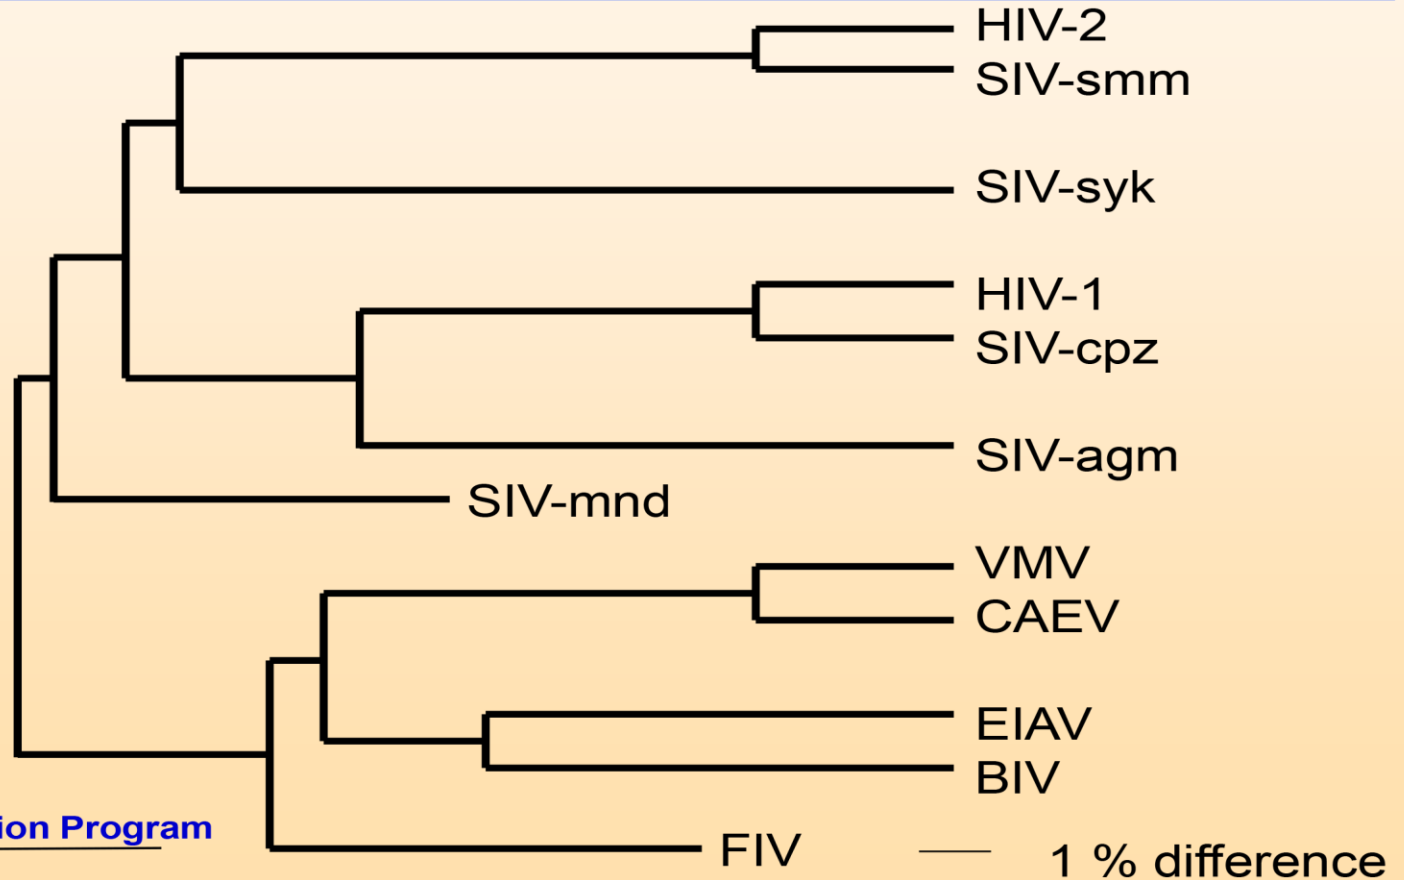 HIV-2
SIV-smm
SIV-syk
HIV-1
SIV-cpz
SIV-agm
SIV-mnd
VMV
CAEV
EIAV
BIV
ion Program
FIV
1 % difference